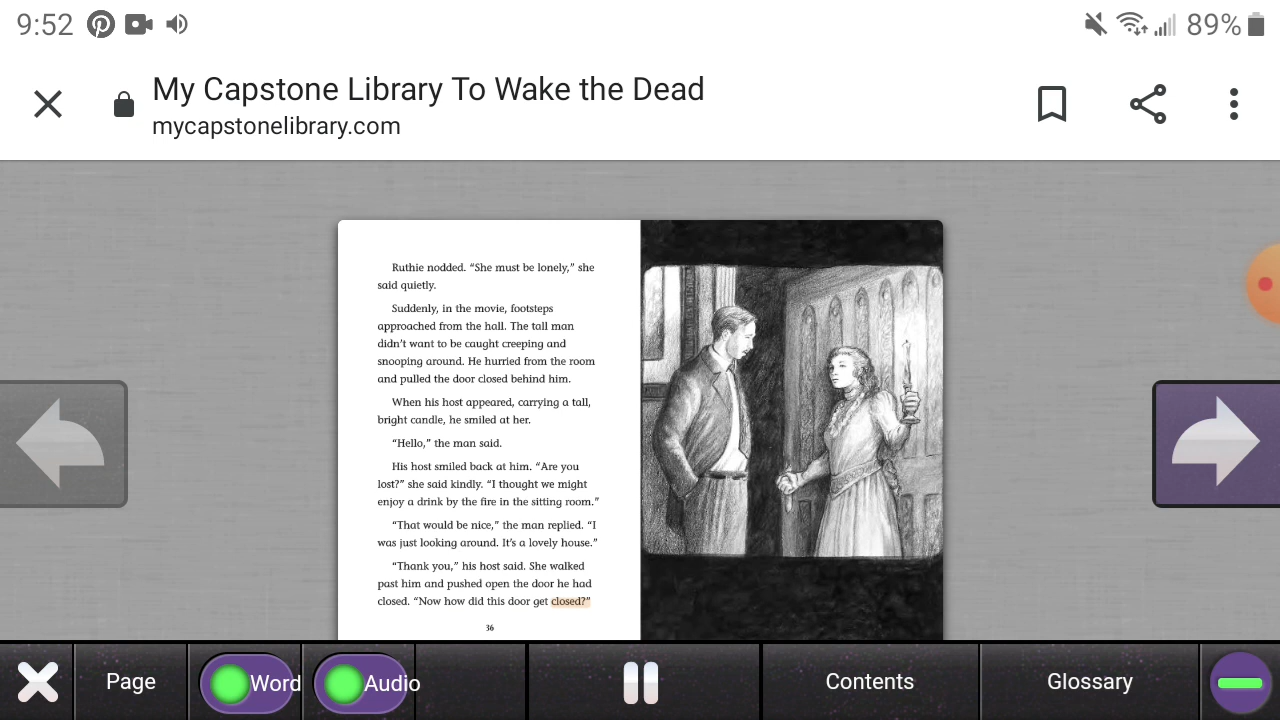 9:52
89%
My Capstone Library To Wake the Dead
mycapstonelibrary.com
Ruthie nodded. “She must be lonely,” she
said quietly.
Suddenly, in the movie, footsteps
approached from the hall. The tall man
didn’t want to be caught creeping and
snooping around. He hurried from the room
and pulled the door closed behind him.
When his host appeared, carrying a tall,
bright candle, he smiled at her.
“Hello,” the man said.
His host smiled back at him. “Are you
lost?” she said kindly. “I thought we might
enjoy a drink by the fire in the sitting room.”
“That would be nice,” the man replied. “I
was just looking around. It’s a lovely house.”
“Thank you,” his host said. She walked
past him and pushed open the door he had
closed. “Now how did this door get closed?”
36
Page
Word
Audio
Contents
Glossary